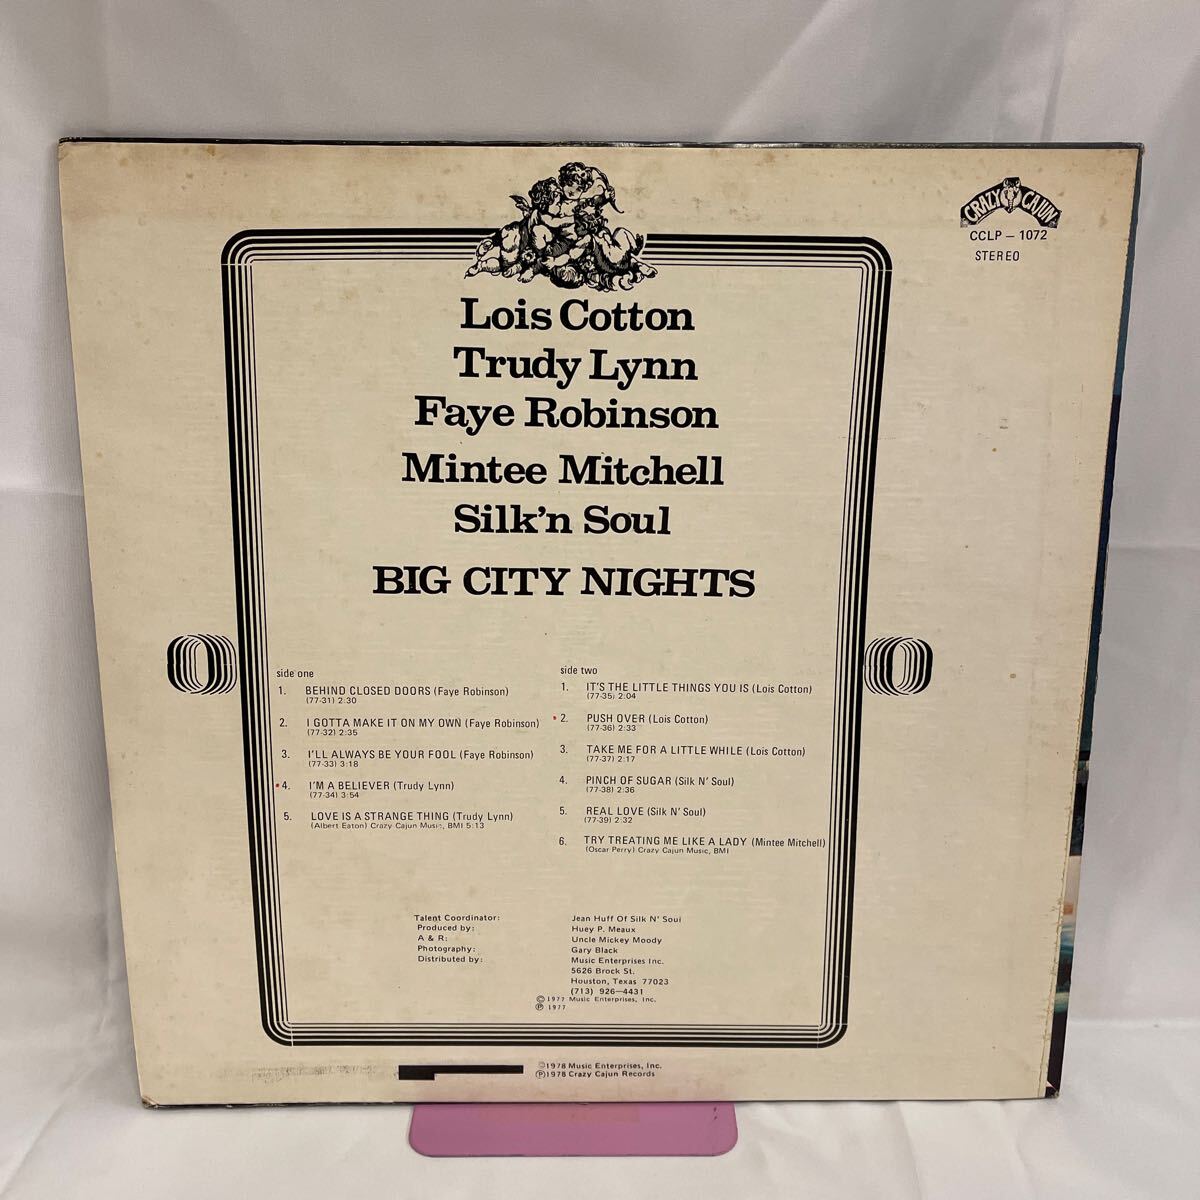 CRAZY CAJUN
CCLP – 1072
STEREO
Lois Cotton
Trudy Lynn
Faye Robinson
Mintee Mitchell
Silk'n Soul
BIG CITY NIGHTS
side one
1. BEHIND CLOSED DOORS (Faye Robinson)
(77-31) 2:30
2. I GOTTA MAKE IT ON MY OWN (Faye Robinson)
(77-32) 2:35
3. I'LL ALWAYS BE YOUR FOOL (Faye Robinson)
(77-33) 3:18
4. I'M A BELIEVER (Trudy Lynn)
(77-34) 3:54
5. LOVE IS A STRANGE THING (Trudy Lynn)
(Albert Eaton) Crazy Cajun Music, BMI 5:13
side two
1. IT'S THE LITTLE THINGS YOU IS (Lois Cotton)
(77-35) 2:04
2. PUSH OVER (Lois Cotton)
(77-36) 2:33
3. TAKE ME FOR A LITTLE WHILE (Lois Cotton)
(77-37) 2:17
4. PINCH OF SUGAR (Silk N' Soul)
(77-38) 2:36
5. REAL LOVE (Silk N' Soul)
(77-39) 2:32
6. TRY TREATING ME LIKE A LADY (Mintee Mitchell)
(Oscar Perry) Crazy Cajun Music, BMI
Talent Coordinator: Jean Huff Of Silk N' Soul
Produced by: Huey P. Meaux
A & R: Uncle Mickey Moody
Photography: Gary Black
Distributed by: Music Enterprises Inc.
5626 Brock St.
Houston, Texas 77023
(713) 926–4431
©1977 Music Enterprises, Inc.
℗ 1977
©1978 Music Enterprises, Inc.
℗1978 Crazy Cajun Records